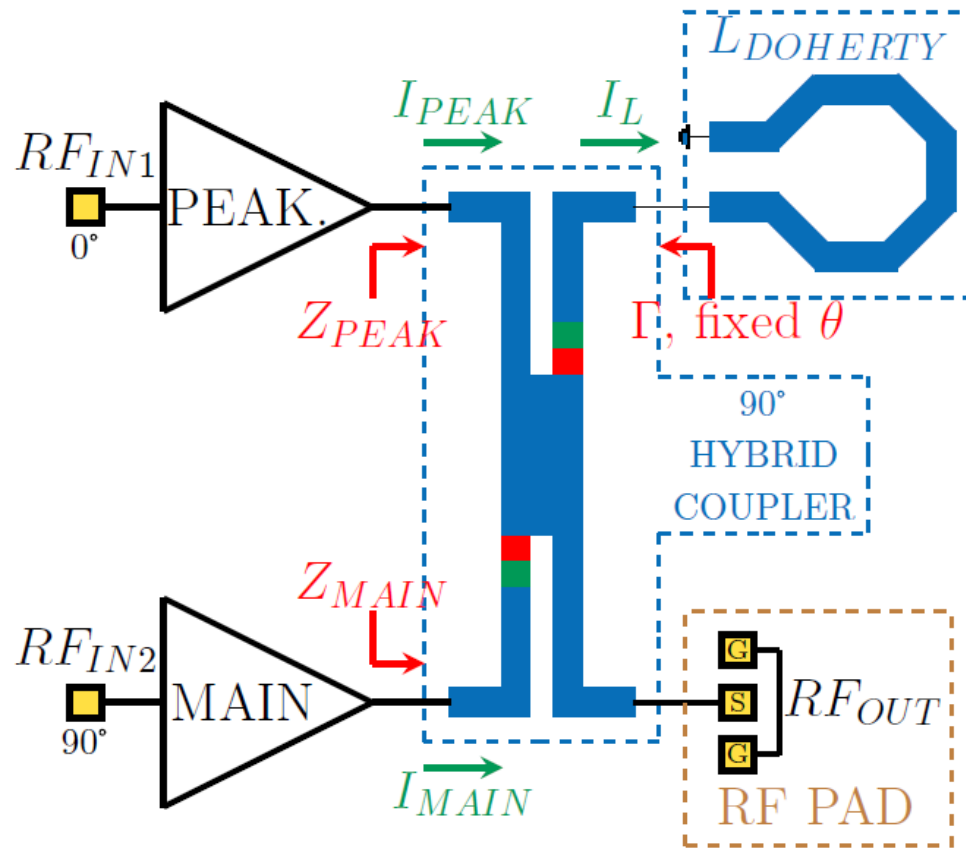 L_DOHERTY
I_PEAK
I_L
RF_IN1
PEAK.
0°
Z_PEAK
Γ, fixed θ
90°
HYBRID
COUPLER
Z_MAIN
RF_IN2
MAIN
90°
I_MAIN
G
S
G
RF_OUT
RF PAD